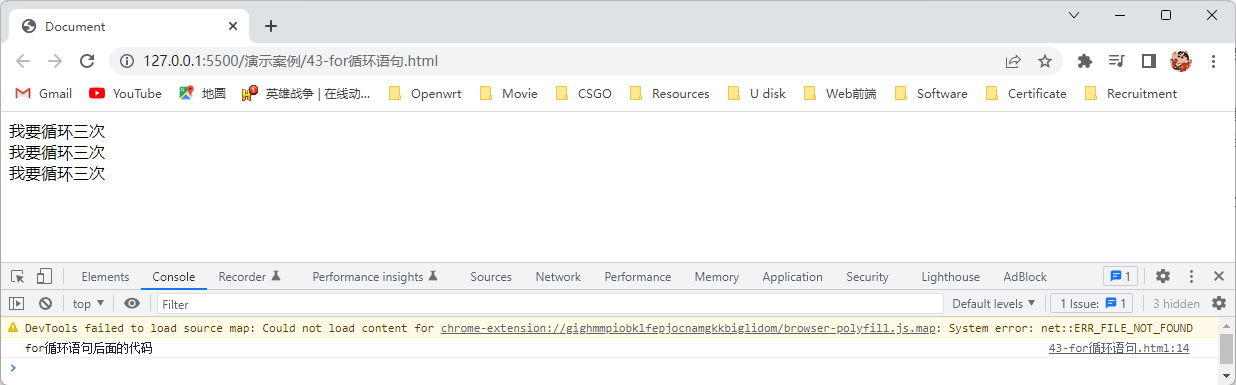 Document
127.0.0.1:5500/演示案例/43-for循环语句.html
Gmail YouTube 地图 英雄战争 | 在线动... Openwrt Movie CSGO Resources U disk Web前端 Software Certificate Recruitment
我要循环三次
我要循环三次
我要循环三次
Elements Console Recorder Performance insights Sources Network Performance Memory Application Security Lighthouse AdBlock 1
top Filter Default levels 1 Issue: 1 3 hidden
DevTools failed to load source map: Could not load content for chrome-extension://gighmmpiobklfepjocnamgkkbiglidom/browser-polyfill.js.map: System error: net::ERR_FILE_NOT_FOUND
for循环语句后面的代码 43-for循环语句.html:14